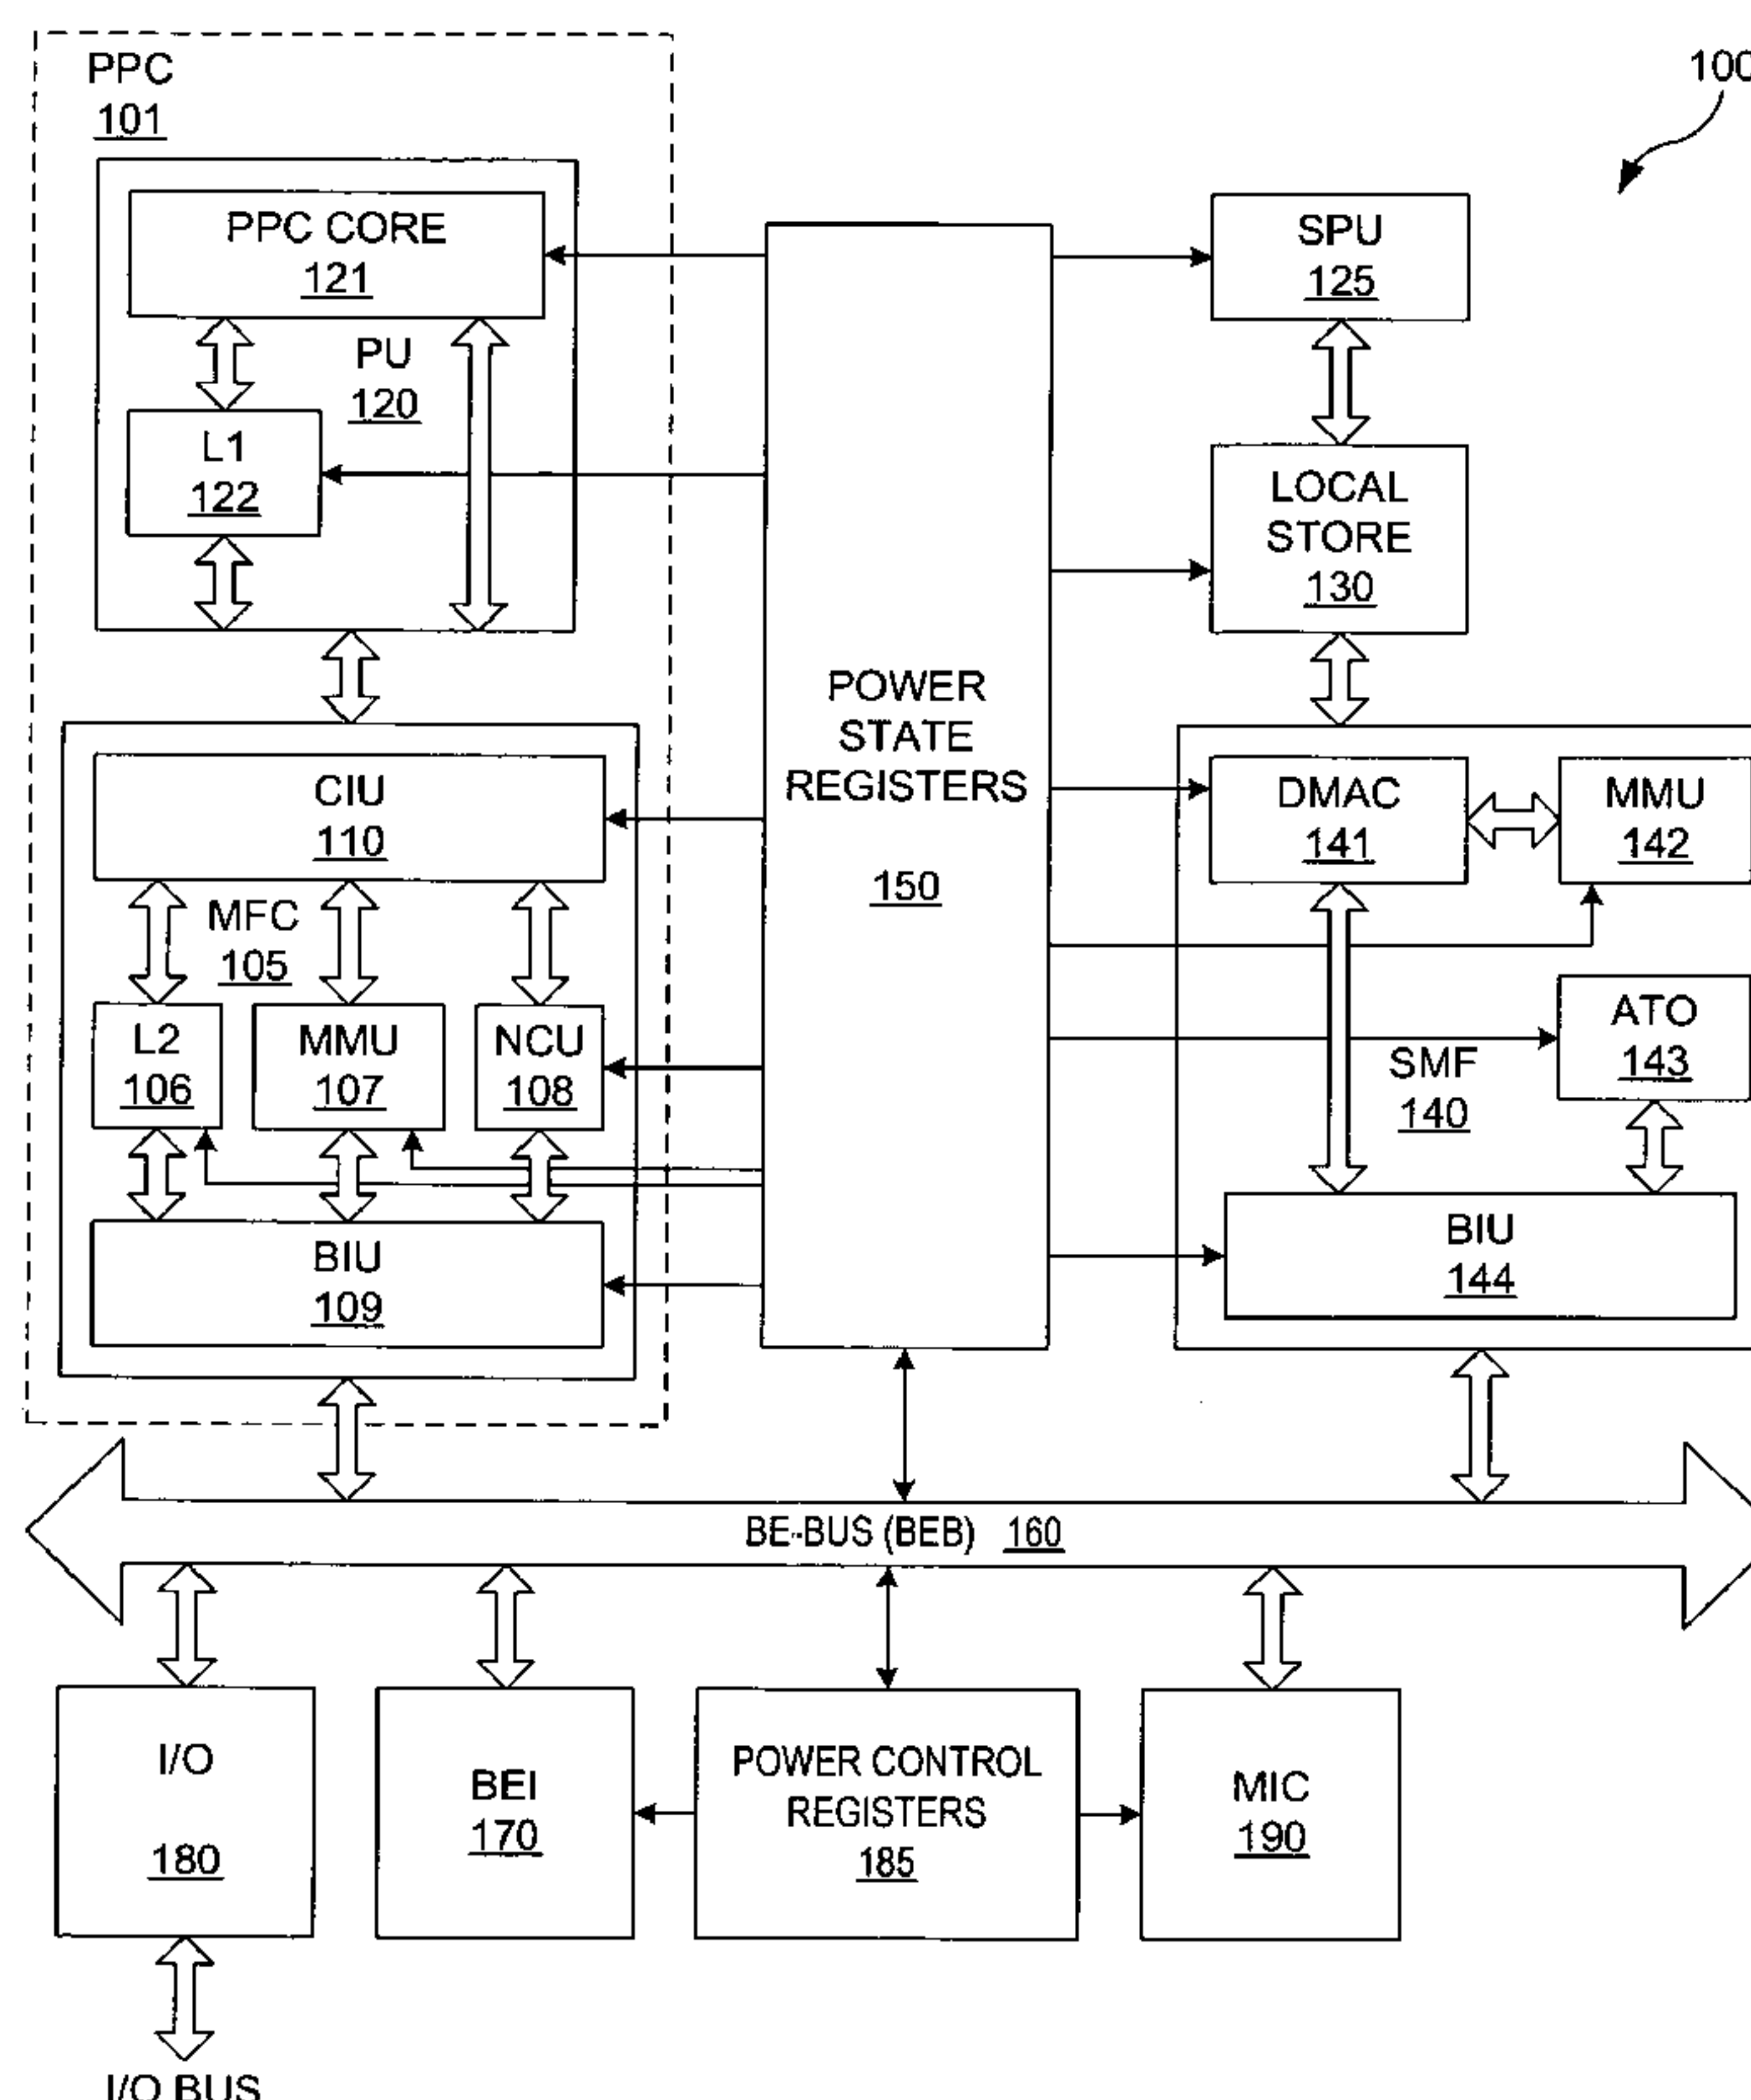 PPC
101
100
PPC CORE
121
PU
120
L1
122
SPU
125
LOCAL
STORE
130
POWER
STATE
REGISTERS
150
CIU
110
MFC
105
L2
106
MMU
107
NCU
108
BIU
109
DMAC
141
MMU
142
ATO
143
SMF
140
BIU
144
BE-BUS (BEB) 160
I/O
180
BEI
170
POWER CONTROL
REGISTERS
185
MIC
190
I/O BUS